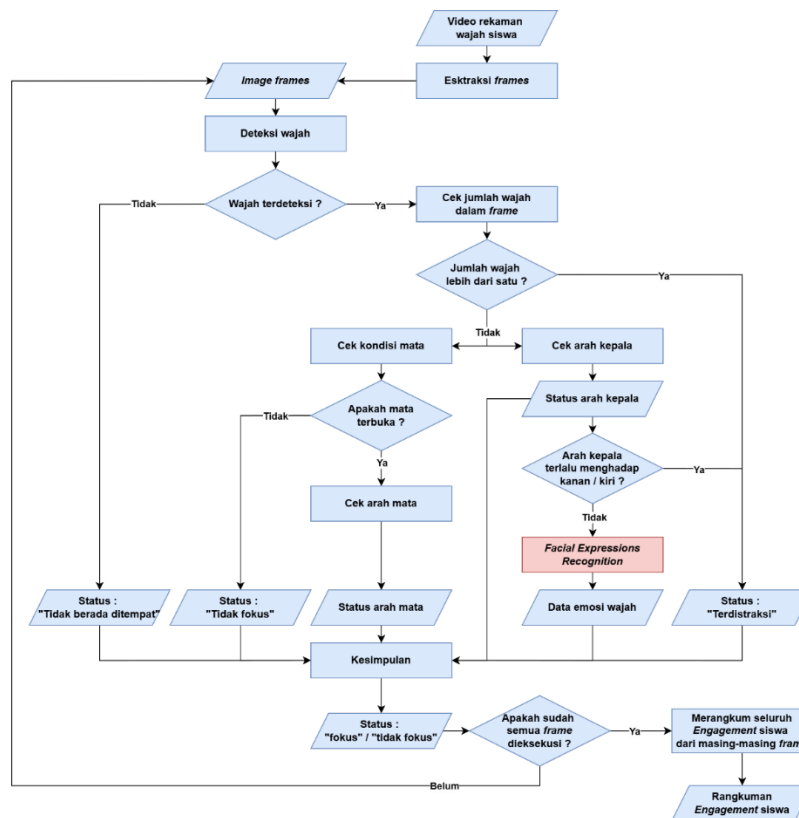 Video rekaman
wajah siswa
Image frames
Esktraksi frames
Deteksi wajah
Wajah terdeteksi ?
Tidak
Ya
Cek jumlah wajah
dalam frame
Jumlah wajah
lebih dari satu ?
Ya
Tidak
Cek kondisi mata
Cek arah kepala
Apakah mata
terbuka ?
Tidak
Ya
Status arah kepala
Arah kepala
terlalu menghadap
kanan / kiri ?
Ya
Tidak
Cek arah mata
Facial Expressions
Recognition
Status :
"Tidak berada ditempat"
Status :
"Tidak fokus"
Status arah mata
Data emosi wajah
Status :
"Terdistraksi"
Kesimpulan
Status :
"fokus" / "tidak fokus"
Apakah sudah
semua frame
dieksekusi ?
Ya
Merangkum seluruh
Engagement siswa
dari masing-masing fram
Belum
Rangkuman
Engagement siswa